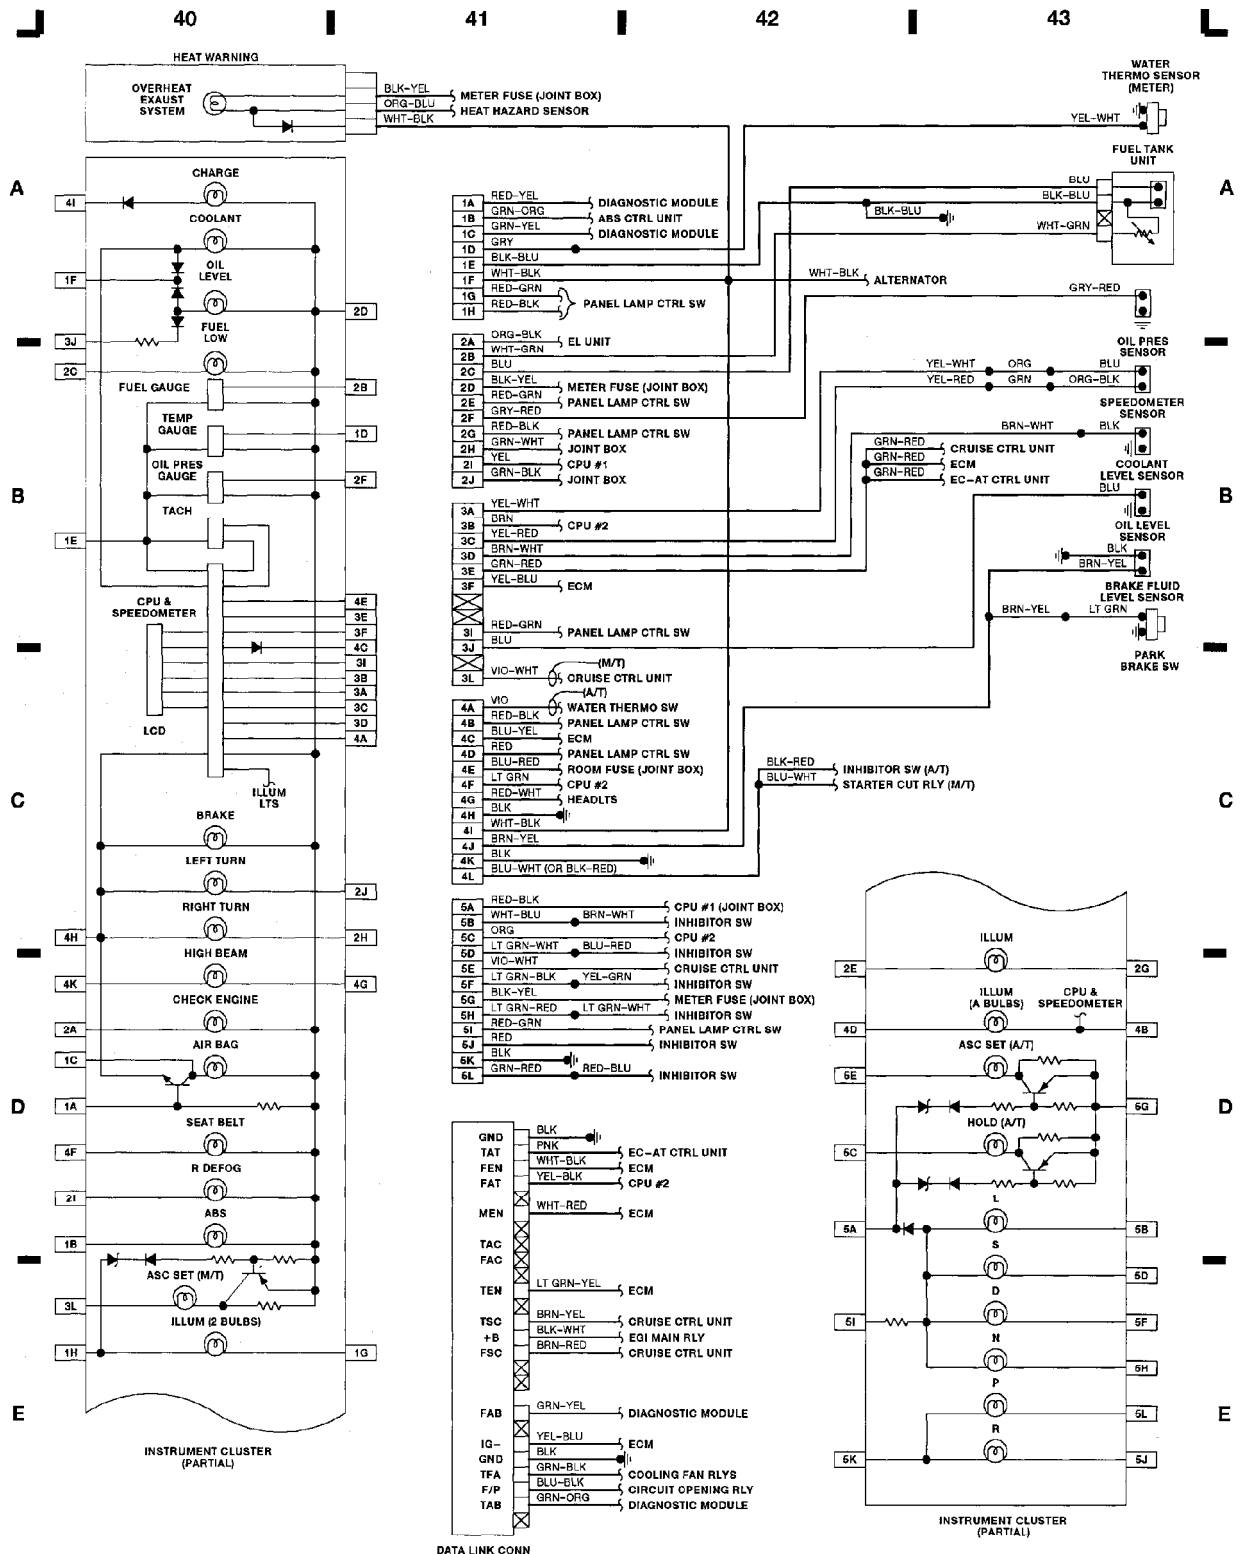 40 41 42 43
HEAT WARNING
OVERHEAT
EXAUST
SYSTEM
BLK-YEL METER FUSE (JOINT BOX)
ORG-BLU HEAT HAZARD SENSOR
WHT-BLK
WATER
THERMO SENSOR
(METER)
YEL-WHT
FUEL TANK
UNIT
BLU
BLK-BLU
BLK-BLU
WHT-GRN
A
A
4I CHARGE
COOLANT
OIL
LEVEL
1F
2D
3J FUEL
LOW
2C
FUEL GAUGE 2B
TEMP
GAUGE
1D
OIL PRES
GAUGE
2F
B
TACH
1E
CPU &
SPEEDOMETER
4E
3E
3F
4C
3I
3B
3A
3C
3D
4A
LCD
ILLUM
LTS
C
BRAKE
LEFT TURN
2J
RIGHT TURN
4H 2H
HIGH BEAM
4K 4G
CHECK ENGINE
2A
AIR BAG
1C
1A
D
SEAT BELT
4F
R DEFOG
2I
ABS
1B
ASC SET (M/T)
3L
ILLUM (2 BULBS)
1H 1G
E
INSTRUMENT CLUSTER
(PARTIAL)
1A RED-YEL DIAGNOSTIC MODULE
1B GRN-ORG ABS CTRL UNIT
1C GRN-YEL DIAGNOSTIC MODULE
1D GRY
1E BLK-BLU
1F WHT-BLK WHT-BLK ALTERNATOR
1G RED-GRN
PANEL LAMP CTRL SW
1H RED-BLK
2A ORG-BLK EL UNIT
2B WHT-GRN
2C BLU
2D BLK-YEL METER FUSE (JOINT BOX)
2E RED-GRN PANEL LAMP CTRL SW
2F GRY-RED
2G RED-BLK PANEL LAMP CTRL SW
2H GRN-WHT JOINT BOX
2I YEL CPU #1
2J GRN-BLK JOINT BOX
3A YEL-WHT
3B BRN CPU #2
3C YEL-RED
3D BRN-WHT
3E GRN-RED
3F YEL-BLU ECM
3I RED-GRN PANEL LAMP CTRL SW
3J BLU
(M/T)
3L VIO-WHT CRUISE CTRL UNIT
(A/T)
4A VIO WATER THERMO SW
4B RED-BLK PANEL LAMP CTRL SW
4C BLU-YEL ECM
4D RED PANEL LAMP CTRL SW
4E BLU-RED ROOM FUSE (JOINT BOX)
4F LT GRN CPU #2
4G RED-WHT HEADLTS
4H BLK
4I WHT-BLK
4J BRN-YEL
4K BLK
4L BLU-WHT (OR BLK-RED)
5A RED-BLK CPU #1 (JOINT BOX)
5B WHT-BLU BRN-WHT INHIBITOR SW
5C ORG CPU #2
5D LT GRN-WHT BLU-RED INHIBITOR SW
5E VIO-WHT CRUISE CTRL UNIT
5F LT GRN-BLK YEL-GRN INHIBITOR SW
5G BLK-YEL METER FUSE (JOINT BOX)
5H LT GRN-RED LT GRN-WHT INHIBITOR SW
5I RED-GRN PANEL LAMP CTRL SW
5J RED INHIBITOR SW
5K BLK
5L GRN-RED RED-BLU INHIBITOR SW
GND BLK
TAT PNK EC-AT CTRL UNIT
FEN WHT-BLK ECM
FAT YEL-BLK CPU #2
MEN WHT-RED ECM
TAC
FAC
TEN LT GRN-YEL ECM
TSC BRN-YEL CRUISE CTRL UNIT
+B BLK-WHT EGI MAIN RLY
FSC BRN-RED CRUISE CTRL UNIT
FAB GRN-YEL DIAGNOSTIC MODULE
IG- YEL-BLU ECM
GND BLK
TFA GRN-BLK COOLING FAN RLYS
F/P BLU-BLK CIRCUIT OPENING RLY
TAB GRN-ORG DIAGNOSTIC MODULE
DATA LINK CONN
GRY-RED
OIL PRES
SENSOR
YEL-WHT ORG BLU
YEL-RED GRN ORG-BLK
SPEEDOMETER
SENSOR
BRN-WHT BLK
GRN-RED CRUISE CTRL UNIT
GRN-RED ECM
GRN-RED EC-AT CTRL UNIT
COOLANT
LEVEL SENSOR
B
BLU
OIL LEVEL
SENSOR
BLK
BRN-YEL
BRAKE FLUID
LEVEL SENSOR
BRN-YEL LT GRN
PARK
BRAKE SW
BLK-RED INHIBITOR SW (A/T)
BLU-WHT STARTER CUT RLY (M/T)
C
ILLUM
2E 2G
ILLUM
(A BULBS)
CPU &
SPEEDOMETER
4D 4B
ASC SET (A/T)
5E
5G
D
HOLD (A/T)
5C
L
5A 5B
S
5D
D
5I 5F
N
5H
P
5L
R
5K 5J
E
INSTRUMENT CLUSTER
(PARTIAL)